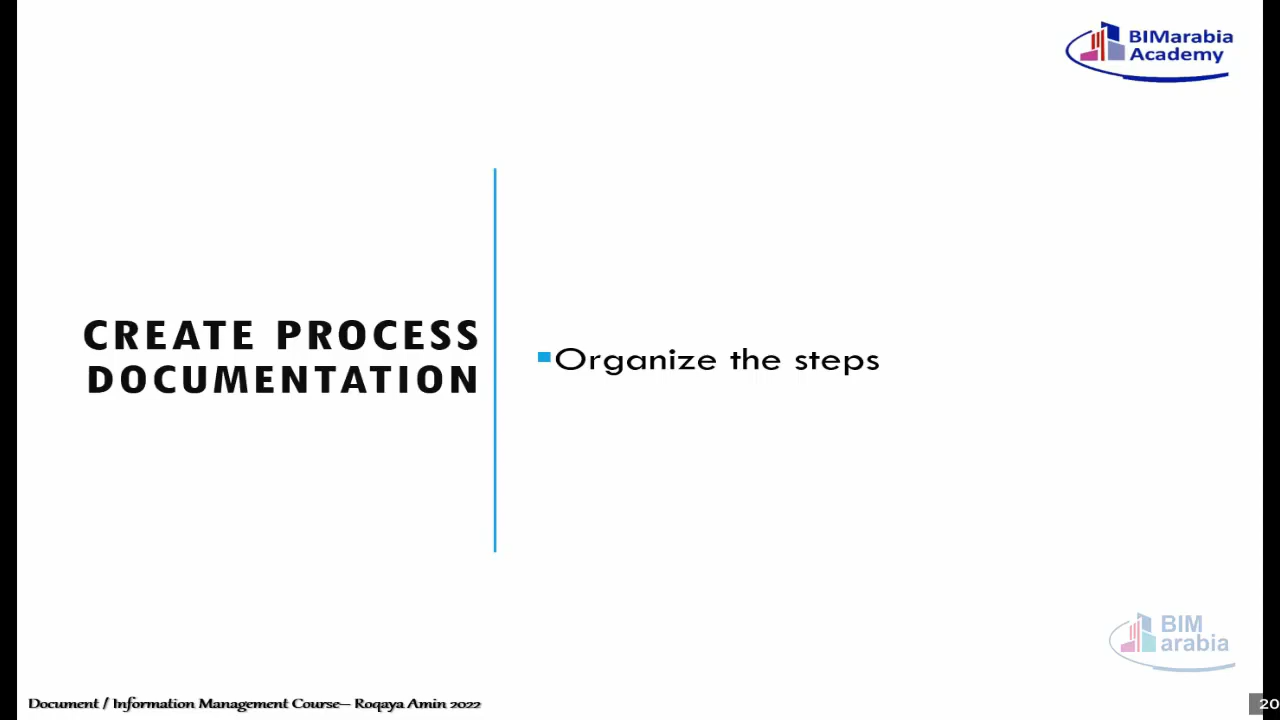 BIMarabia
Academy
CREATE PROCESS
DOCUMENTATION
Organize the steps
BIM
arabia
Document / Information Management Course– Roqaya Amin 2022
20